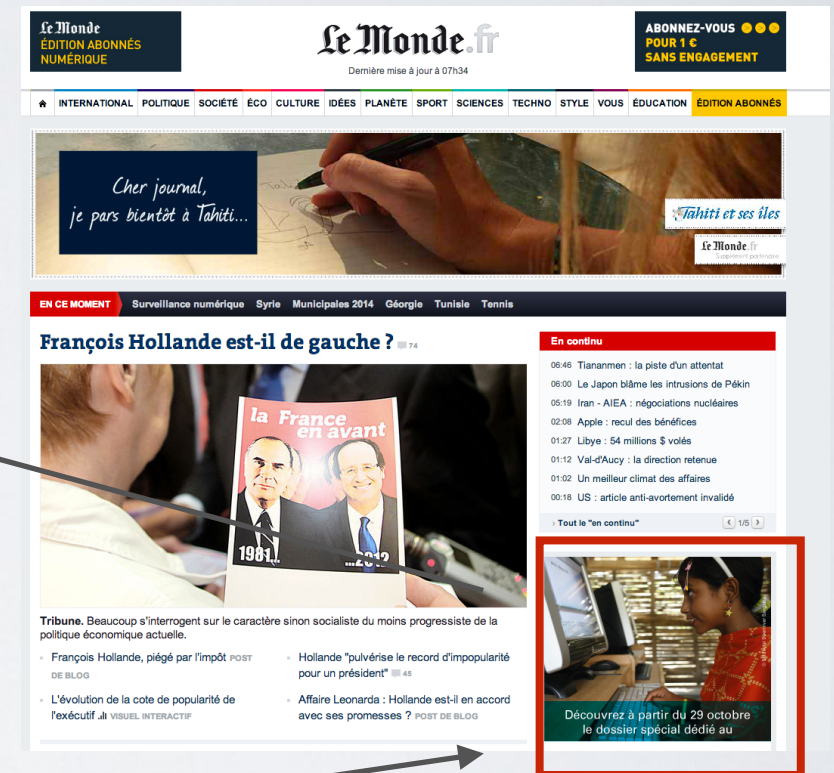 Le Monde
ÉDITION ABONNÉS
NUMÉRIQUE
Le Monde.fr
Dernière mise à jour à 07h34
ABONNEZ-VOUS
POUR 1 €
SANS ENGAGEMENT
INTERNATIONAL POLITIQUE SOCIÉTÉ ÉCO CULTURE IDÉES PLANÈTE SPORT SCIENCES TECHNO STYLE VOUS ÉDUCATION ÉDITION ABONNÉS
Cher journal,
je pars bientôt à Tahiti...
Tahiti et ses îles
Le Monde.fr
Supplément partenaire
EN CE MOMENT Surveillance numérique Syrie Municipales 2014 Géorgie Tunisie Tennis
François Hollande est-il de gauche ? 74
la France
en avant
1981...
...2012
Tribune. Beaucoup s'interrogent sur le caractère sinon socialiste du moins progressiste de la
politique économique actuelle.
François Hollande, piégé par l'impôt POST
DE BLOG
L'évolution de la cote de popularité de
l'exécutif VISUEL INTERACTIF
Hollande "pulvérise le record d'impopularité
pour un président" 45
Affaire Leonarda : Hollande est-il en accord
avec ses promesses ? POST DE BLOG
En continu
06:46 Tiananmen : la piste d'un attentat
06:00 Le Japon blâme les intrusions de Pékin
05:19 Iran - AIEA : négociations nucléaires
02:08 Apple : recul des bénéfices
01:27 Libye : 54 millions $ volés
01:12 Val-d'Aucy : la direction retenue
01:02 Un meilleur climat des affaires
00:18 US : article anti-avortement invalidé
› Tout le "en continu" 1/5
Découvrez à partir du 29 octobre
le dossier spécial dédié au